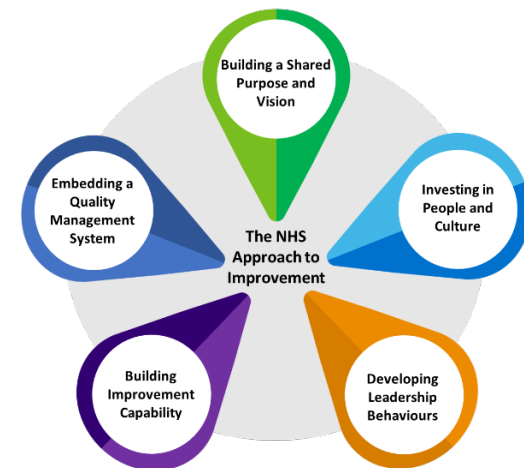 Building a Shared
Purpose and
Vision
Embedding a
Quality
Management
System
Investing in
People and
Culture
The NHS
Approach to
Improvement
Building
Improvement
Capability
Developing
Leadership
Behaviours